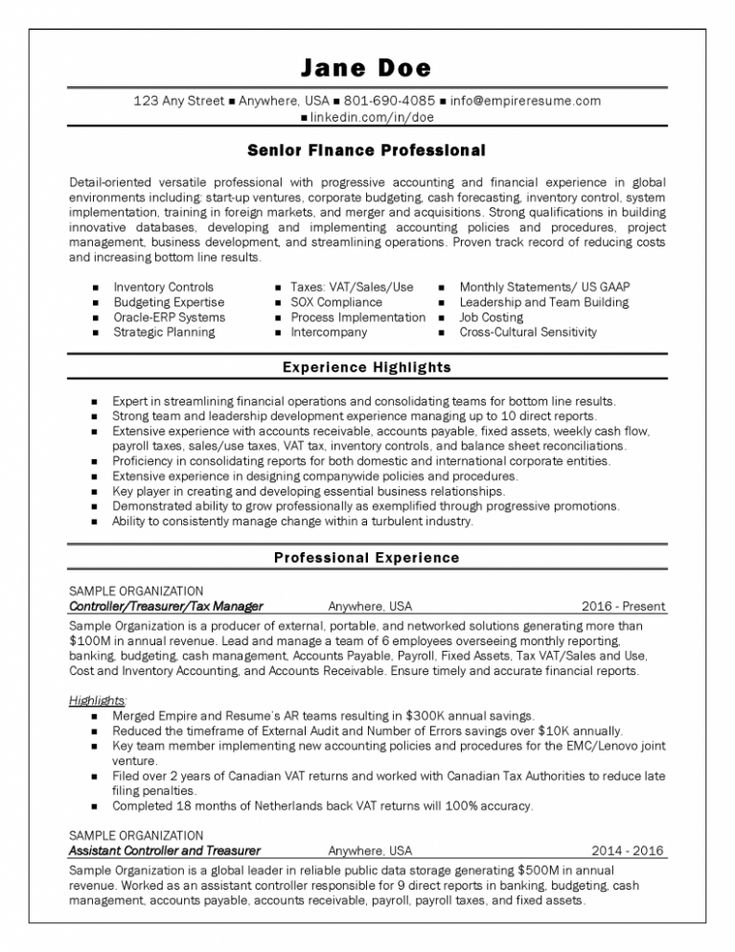 Jane Doe
123 Any Street ■ Anywhere, USA ■ 801-690-4085 ■ info@empireresume.com
■ linkedin.com/in/doe
Senior Finance Professional
Detail-oriented versatile professional with progressive accounting and financial experience in global
environments including: start-up ventures, corporate budgeting, cash forecasting, inventory control, system
implementation, training in foreign markets, and merger and acquisitions. Strong qualifications in building
innovative databases, developing and implementing accounting policies and procedures, project
management, business development, and streamlining operations. Proven track record of reducing costs
and increasing bottom line results.
■ Inventory Controls ■ Taxes: VAT/Sales/Use ■ Monthly Statements/ US GAAP
■ Budgeting Expertise ■ SOX Compliance ■ Leadership and Team Building
■ Oracle-ERP Systems ■ Process Implementation ■ Job Costing
■ Strategic Planning ■ Intercompany ■ Cross-Cultural Sensitivity
Experience Highlights
■ Expert in streamlining financial operations and consolidating teams for bottom line results.
■ Strong team and leadership development experience managing up to 10 direct reports.
■ Extensive experience with accounts receivable, accounts payable, fixed assets, weekly cash flow,
payroll taxes, sales/use taxes, VAT tax, inventory controls, and balance sheet reconciliations.
■ Proficiency in consolidating reports for both domestic and international corporate entities.
■ Extensive experience in designing companywide policies and procedures.
■ Key player in creating and developing essential business relationships.
■ Demonstrated ability to grow professionally as exemplified through progressive promotions.
■ Ability to consistently manage change within a turbulent industry.
Professional Experience
SAMPLE ORGANIZATION
Controller/Treasurer/Tax Manager Anywhere, USA 2016 - Present
Sample Organization is a producer of external, portable, and networked solutions generating more than
$100M in annual revenue. Lead and manage a team of 6 employees overseeing monthly reporting,
banking, budgeting, cash management, Accounts Payable, Payroll, Fixed Assets, Tax VAT/Sales and Use,
Cost and Inventory Accounting, and Accounts Receivable. Ensure timely and accurate financial reports.
Highlights:
■ Merged Empire and Resume's AR teams resulting in $300K annual savings.
■ Reduced the timeframe of External Audit and Number of Errors savings over $10K annually.
■ Key team member implementing new accounting policies and procedures for the EMC/Lenovo joint
venture.
■ Filed over 2 years of Canadian VAT returns and worked with Canadian Tax Authorities to reduce late
filing penalties.
■ Completed 18 months of Netherlands back VAT returns will 100% accuracy.
SAMPLE ORGANIZATION
Assistant Controller and Treasurer Anywhere, USA 2014 - 2016
Sample Organization is a global leader in reliable public data storage generating $500M in annual
revenue. Worked as an assistant controller responsible for 9 direct reports in banking, budgeting, cash
management, accounts payable, accounts receivable, payroll, payroll taxes, and fixed assets.